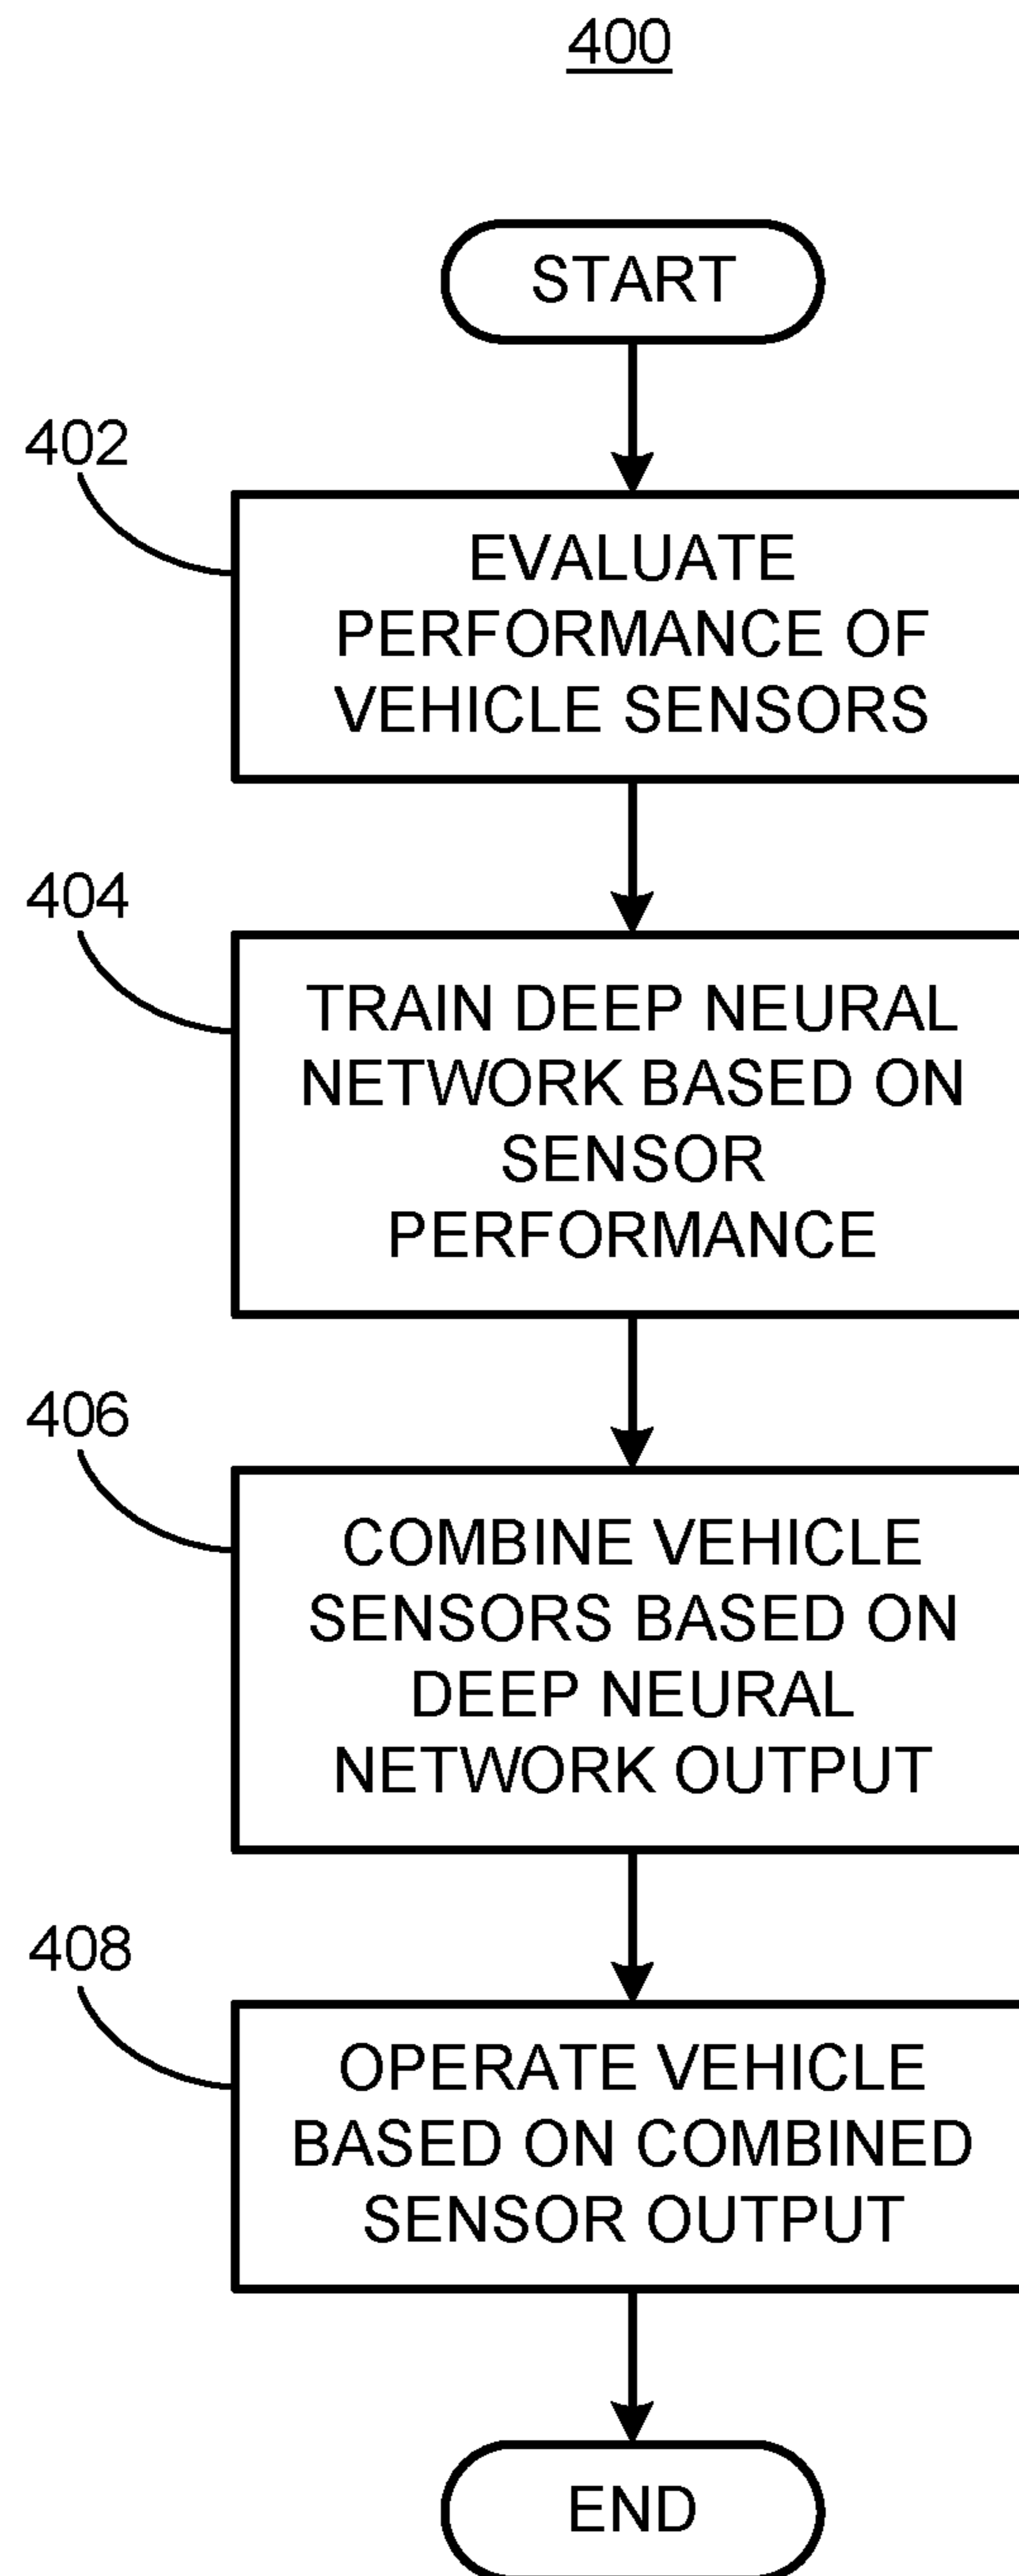 400
START
402
EVALUATE
PERFORMANCE OF
VEHICLE SENSORS
404
TRAIN DEEP NEURAL
NETWORK BASED ON
SENSOR
PERFORMANCE
406
COMBINE VEHICLE
SENSORS BASED ON
DEEP NEURAL
NETWORK OUTPUT
408
OPERATE VEHICLE
BASED ON COMBINED
SENSOR OUTPUT
END